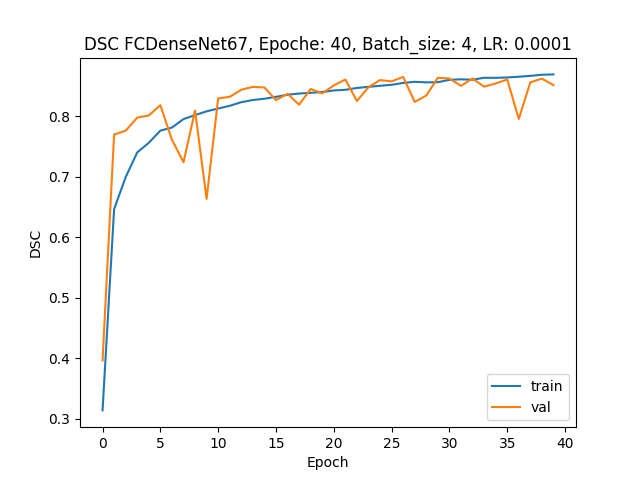 DSC FCDenseNet67, Epoche: 40, Batch_size: 4, LR: 0.0001
DSC
0.8
0.7
0.6
0.5
0.4
0.3
0 5 10 15 20 25 30 35 40
Epoch
train
val